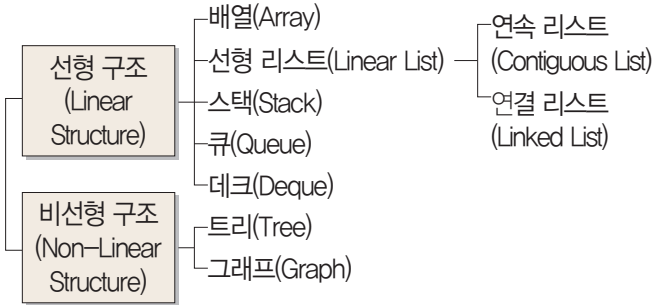 선형 구조
(Linear
Structure)
배열(Array)
선형 리스트(Linear List)
스택(Stack)
큐(Queue)
데크(Deque)
연속 리스트
(Contiguous List)
연결 리스트
(Linked List)
비선형 구조
(Non-Linear
Structure)
트리(Tree)
그래프(Graph)